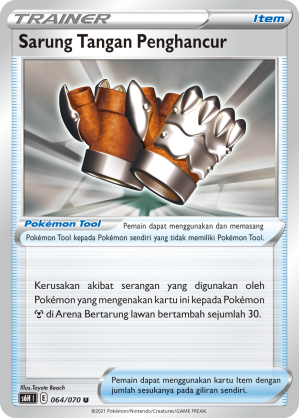 TRAINER Item
Sarung Tangan Penghancur
Pokémon Tool Pemain dapat menggunakan dan memasang
Pokémon Tool kepada Pokémon sendiri yang tidak memiliki Pokémon Tool.
Kerusakan akibat serangan yang digunakan oleh
Pokémon yang mengenakan kartu ini kepada Pokémon
di Arena Bertarung lawan bertambah sejumlah 30.
Illus.Toyste Beach
s6H I E 064/070 U
Pemain dapat menggunakan kartu Item dengan
jumlah sesukanya pada giliran sendiri.
©2021 Pokémon/Nintendo/Creatures/GAME FREAK.